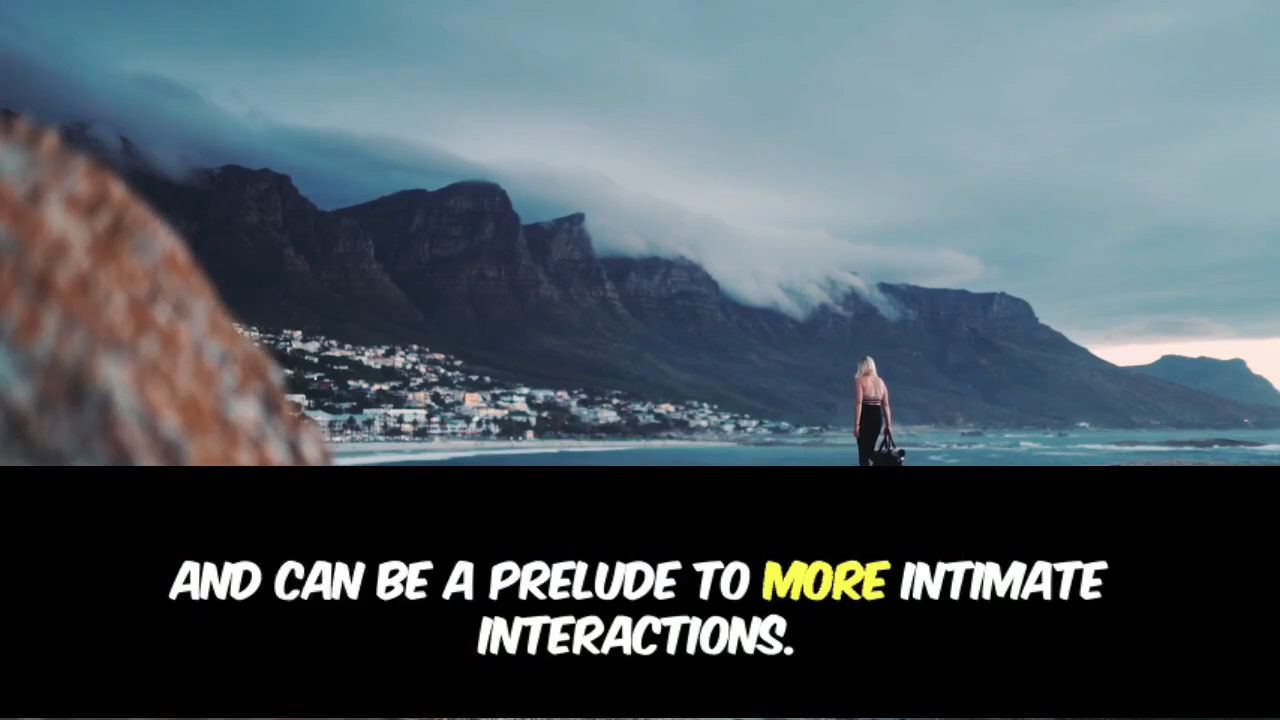 AND CAN BE A PRELUDE TO MORE INTIMATE
INTERACTIONS.